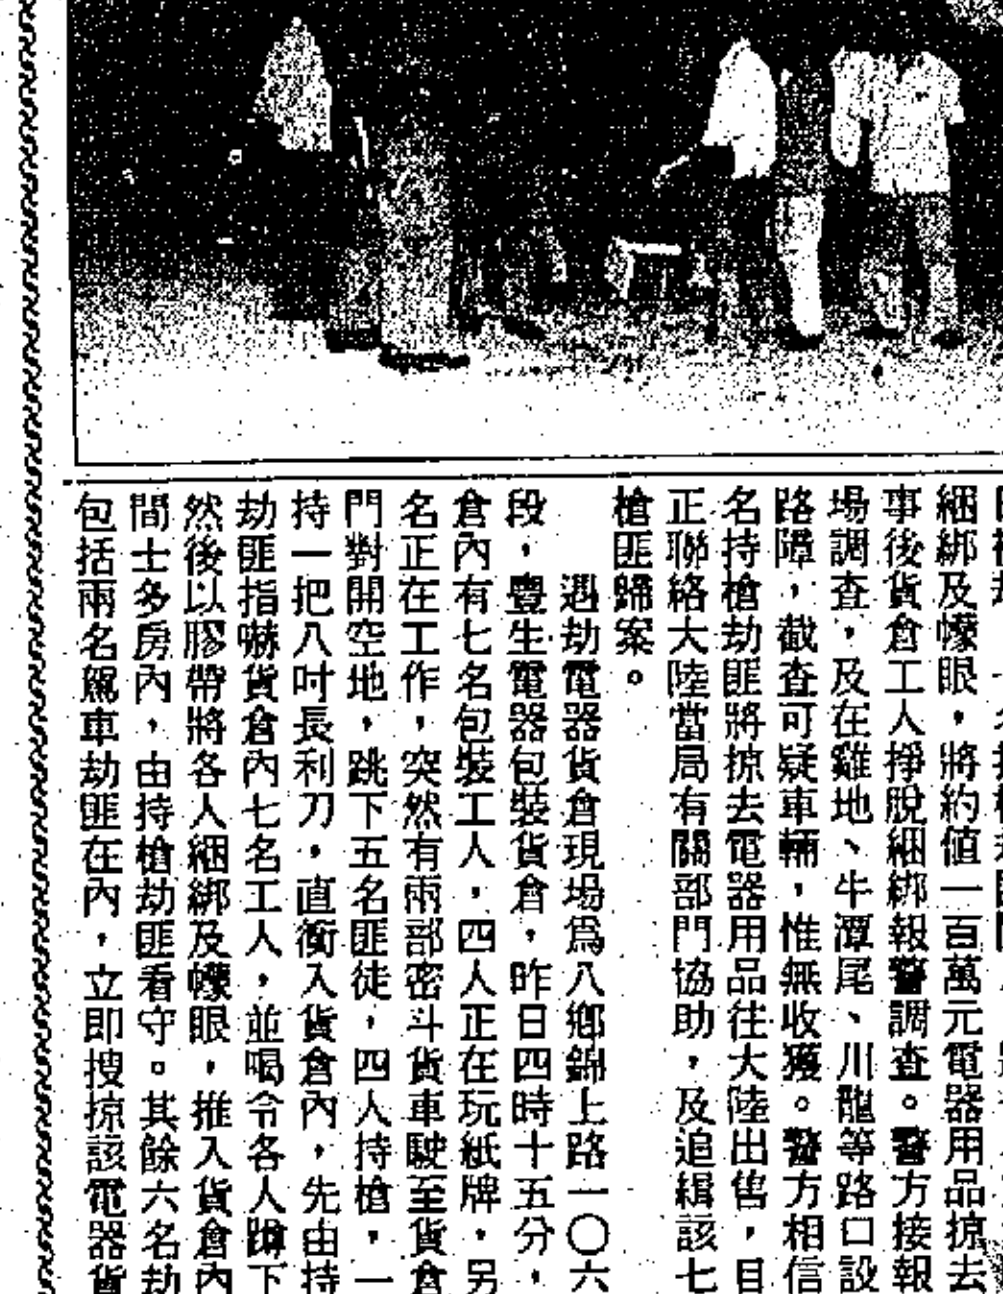 綑綁及幪眼，將約值一百萬元電器用品掠去
事後貨倉工人掙脫綑綁報警調查。警方接報
場調查，及在雞地、牛潭尾、川龍等路口設
路障，截查可疑車輛，惟無收獲。警方相信
名持槍劫匪將掠去電器用品往大陸出售，目
正聯絡大陸當局有關部門協助，及追緝該七
槍匪歸案。
遇劫電器貨倉現場爲八鄉錦上路一〇六
段，豐生電器包裝貨倉，昨日四時十五分，
倉內有七名包裝工人，四人正在玩紙牌，另
名正在工作，突然有兩部密斗貨車駛至貨倉
門對開空地，跳下五名匪徒，四人持槍，一
持一把八吋長利刀，直衝入貨倉內，先由持
劫匪指嚇貨倉內七名工人，並喝令各人蹲下
然後以膠帶將各人綑綁及幪眼，推入貨倉內
間士多房內，由持槍劫匪看守。其餘六名劫
包括兩名駕車劫匪在內，立即搜掠該電器貨